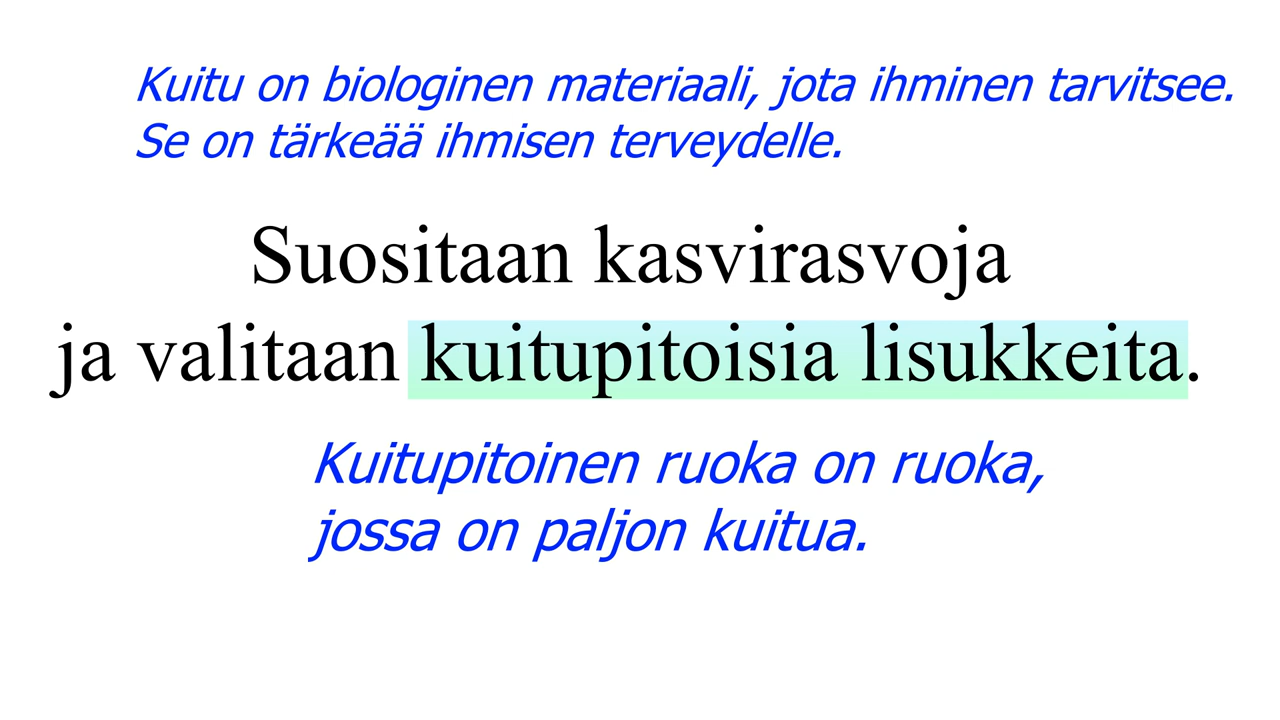 Kuitu on biologinen materiaali, jota ihminen tarvitsee.
Se on tärkeää ihmisen terveydelle.
Suositaan kasvirasvoja
ja valitaan kuitupitoisia lisukkeita.
Kuitupitoinen ruoka on ruoka,
jossa on paljon kuitua.